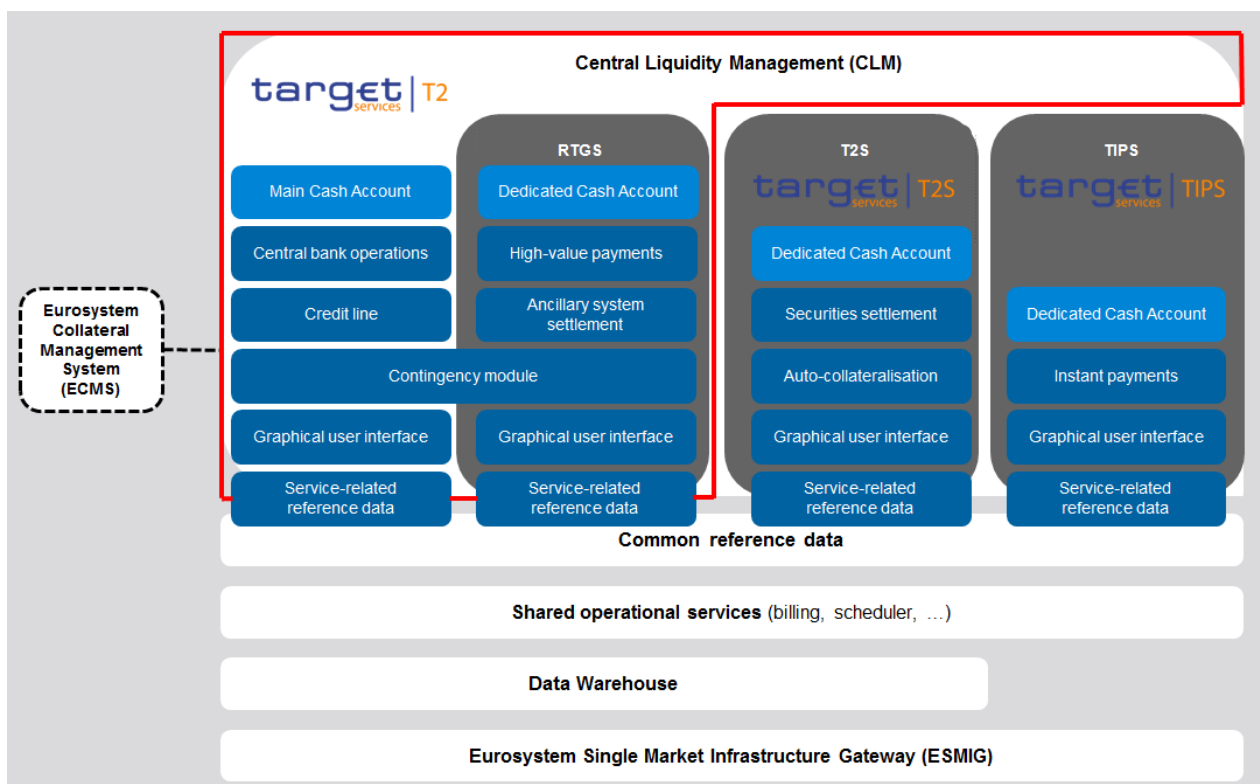 Central Liquidity Management (CLM)
target | T2
services
RTGS
T2S
TIPS
target | T2S
services
target | TIPS
services
Main Cash Account
Dedicated Cash Account
Central bank operations
High-value payments
Dedicated Cash Account
Eurosystem
Collateral
Management
System
(ECMS)
Credit line
Ancillary system
settlement
Securities settlement
Dedicated Cash Account
Contingency module
Auto-collateralisation
Instant payments
Graphical user interface
Graphical user interface
Graphical user interface
Graphical user interface
Service-related
reference data
Service-related
reference data
Service-related
reference data
Service-related
reference data
Common reference data
Shared operational services (billing, scheduler, ...)
Data Warehouse
Eurosystem Single Market Infrastructure Gateway (ESMIG)